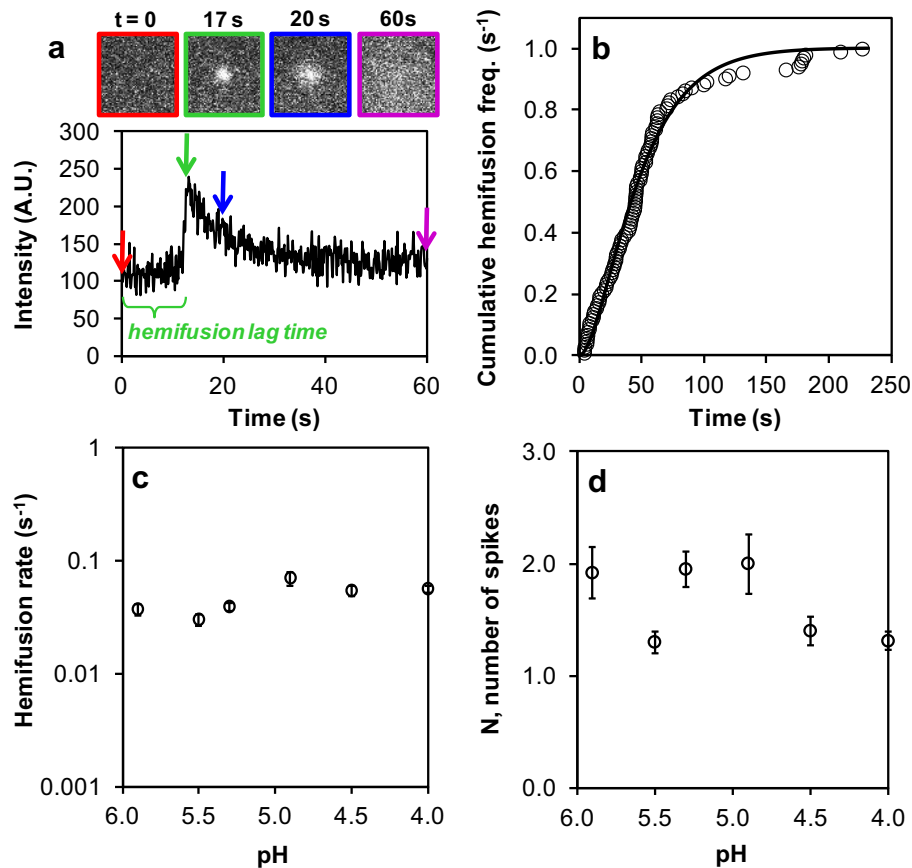 t = 0 17 s 20 s 60s
a
300
250
200
150
100
50
0
Intensity (A.U.)
hemifusion lag time
0 20 40 60
Time (s)
b
1.0
0.8
0.6
0.4
0.2
0.0
Cumulative hemifusion freq. (s⁻¹)
0 50 100 150 200 250
Time (s)
c
1
0.1
0.01
0.001
Hemifusion rate (s⁻¹)
6.0 5.5 5.0 4.5 4.0
pH
d
3.0
2.0
1.0
0.0
N, number of spikes
6.0 5.5 5.0 4.5 4.0
pH